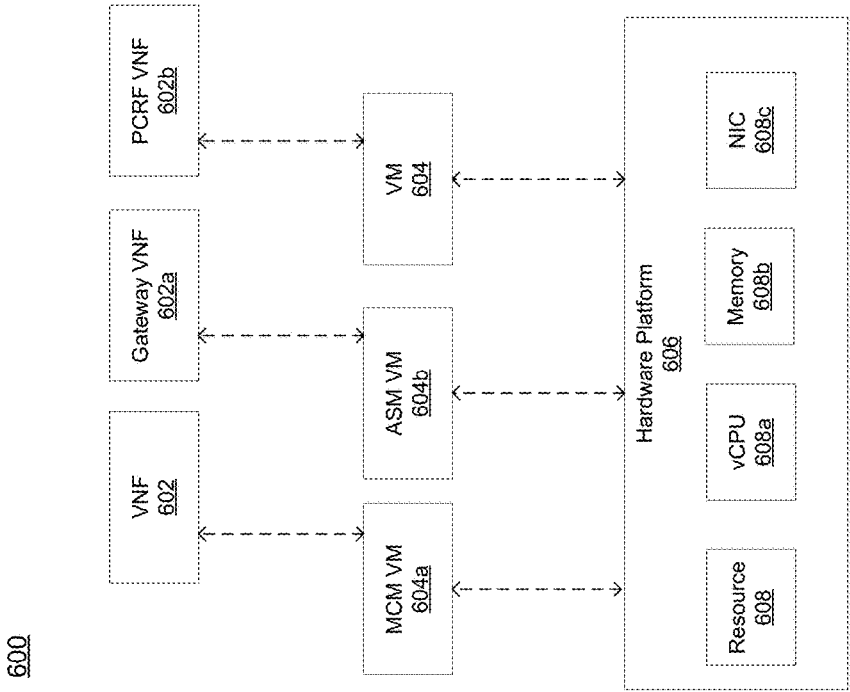 600
VNF
602
Gateway VNF
602a
PCRF VNF
602b
MCM VM
604a
ASM VM
604b
VM
604
Hardware Platform
606
Resource
608
vCPU
608a
Memory
608b
NIC
608c